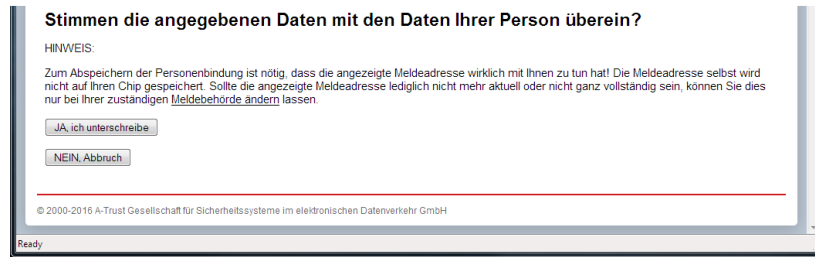 Stimmen die angegebenen Daten mit den Daten Ihrer Person überein?
HINWEIS:
Zum Abspeichern der Personenbindung ist nötig, dass die angezeigte Meldeadresse wirklich mit Ihnen zu tun hat! Die Meldeadresse selbst wird
nicht auf Ihren Chip gespeichert. Sollte die angezeigte Meldeadresse lediglich nicht mehr aktuell oder nicht ganz vollständig sein, können Sie dies
nur bei Ihrer zuständigen Meldebehörde ändern lassen.
JA, ich unterschreibe
NEIN, Abbruch
© 2000-2016 A-Trust Gesellschaft für Sicherheitssysteme im elektronischen Datenverkehr GmbH
Ready